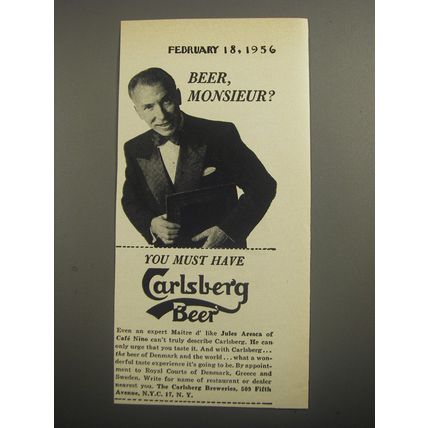 FEBRUARY 18, 1956
BEER,
MONSIEUR?
YOU MUST HAVE
Carlsberg
Beer
Even an expert Maitre d' like Jules Aresca of
Café Nino can't truly describe Carlsberg. He can
only urge that you taste it. And with Carlsberg...
the beer of Denmark and the world... what a won-
derful taste experience it's going to be. By appoint-
ment to Royal Courts of Denmark, Greece and
Sweden. Write for name of restaurant or dealer
nearest you. The Carlsberg Breweries, 509 Fifth
Avenue, N.Y.C. 17, N. Y.